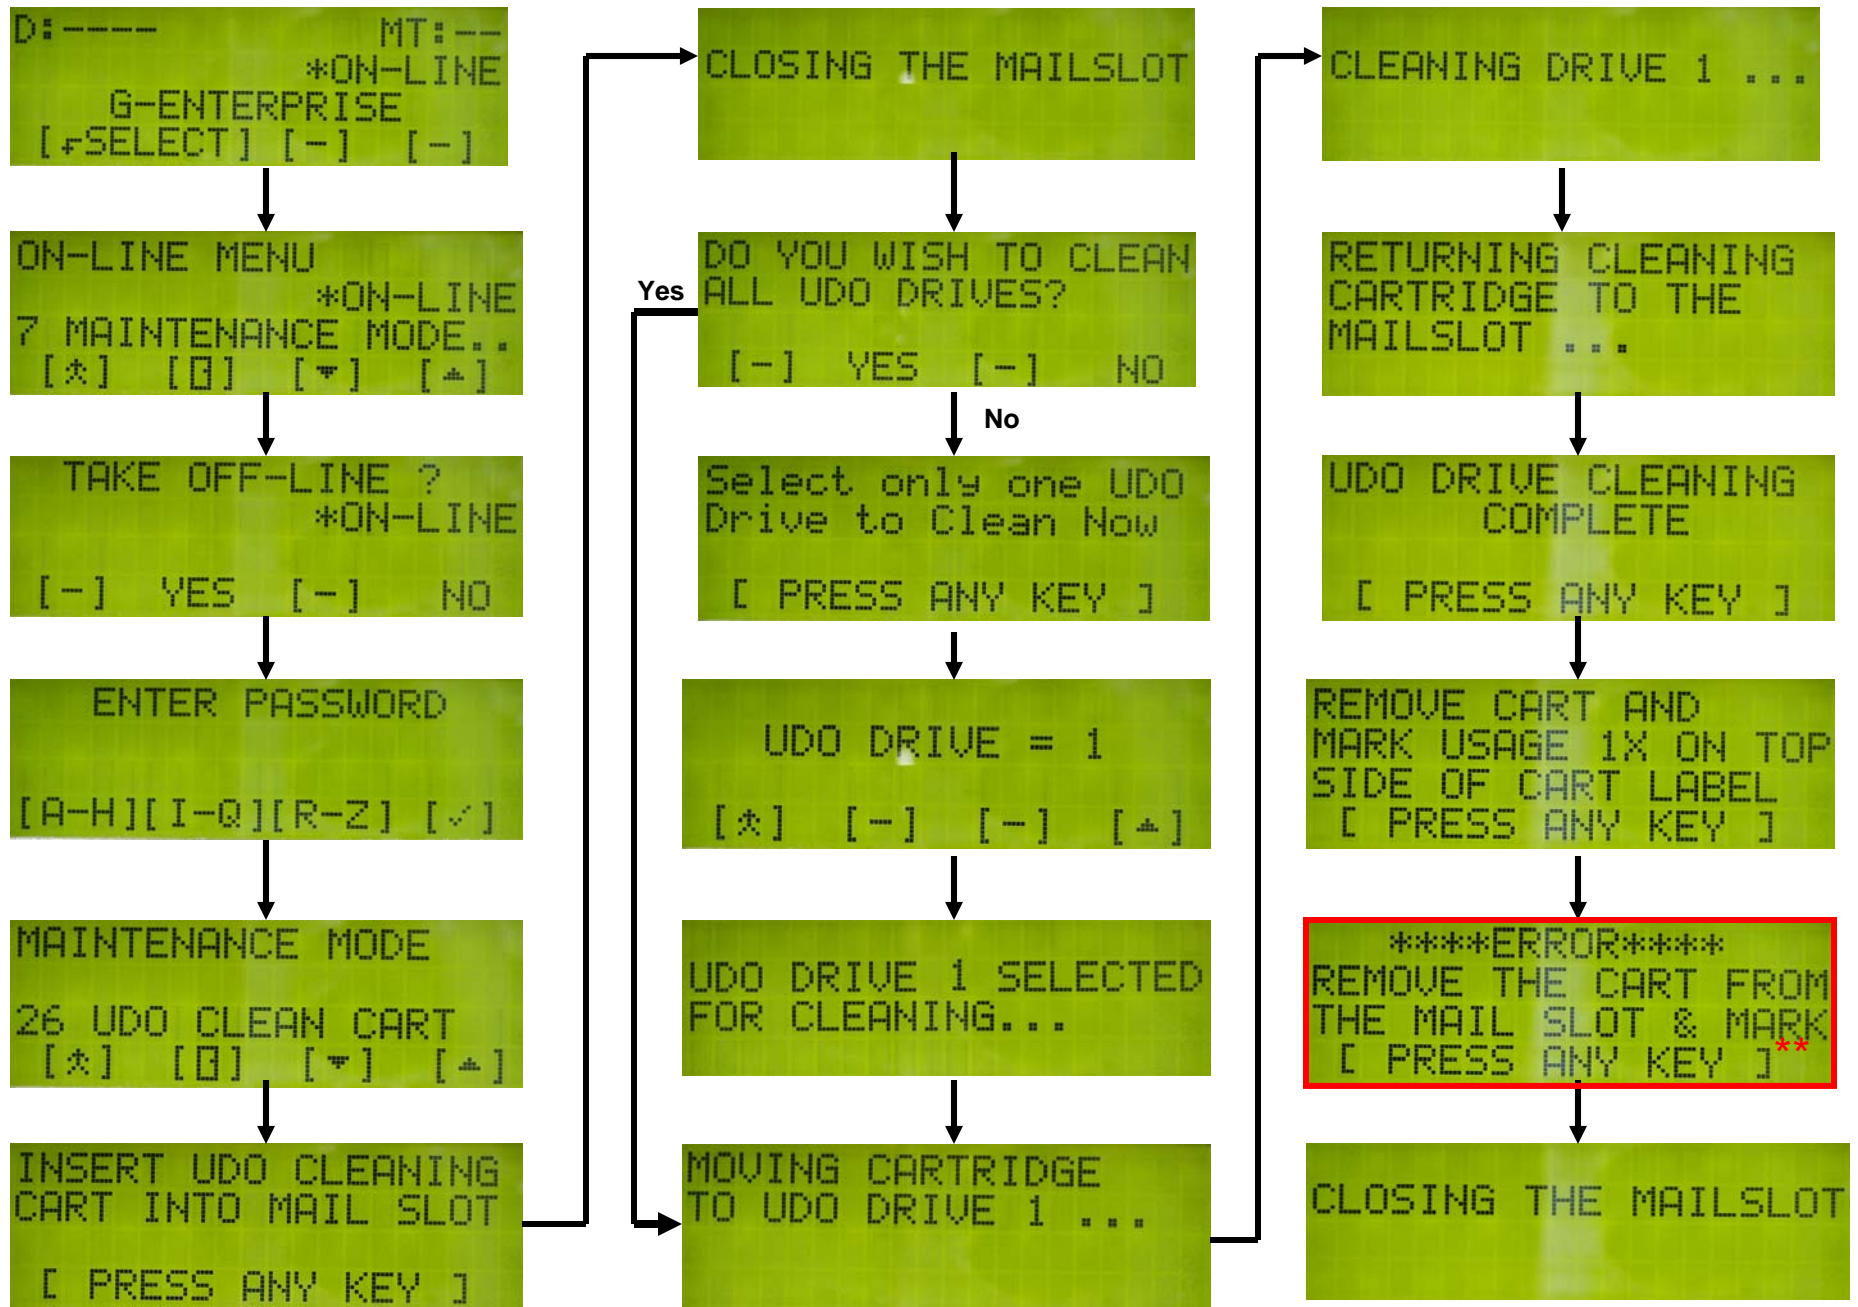 D:---- MT:--
*ON-LINE
G-ENTERPRISE
[↵SELECT] [-] [-]
ON-LINE MENU
*ON-LINE
7 MAINTENANCE MODE..
TAKE OFF-LINE ?
*ON-LINE
[-] YES [-] NO
ENTER PASSWORD
[A-H][I-Q][R-Z] [✓]
MAINTENANCE MODE
26 UDO CLEAN CART
INSERT UDO CLEANING
CART INTO MAIL SLOT
[ PRESS ANY KEY ]
CLOSING THE MAILSLOT
DO YOU WISH TO CLEAN
ALL UDO DRIVES?
[-] YES [-] NO
Yes
No
Select only one UDO
Drive to Clean Now
[ PRESS ANY KEY ]
UDO DRIVE = 1
UDO DRIVE 1 SELECTED
FOR CLEANING...
MOVING CARTRIDGE
TO UDO DRIVE 1 ...
CLEANING DRIVE 1 ...
RETURNING CLEANING
CARTRIDGE TO THE
MAILSLOT ...
UDO DRIVE CLEANING
COMPLETE
[ PRESS ANY KEY ]
REMOVE CART AND
MARK USAGE 1X ON TOP
SIDE OF CART LABEL
[ PRESS ANY KEY ]
****ERROR****
REMOVE THE CART FROM
THE MAIL SLOT & MARK
[ PRESS ANY KEY ]**
CLOSING THE MAILSLOT